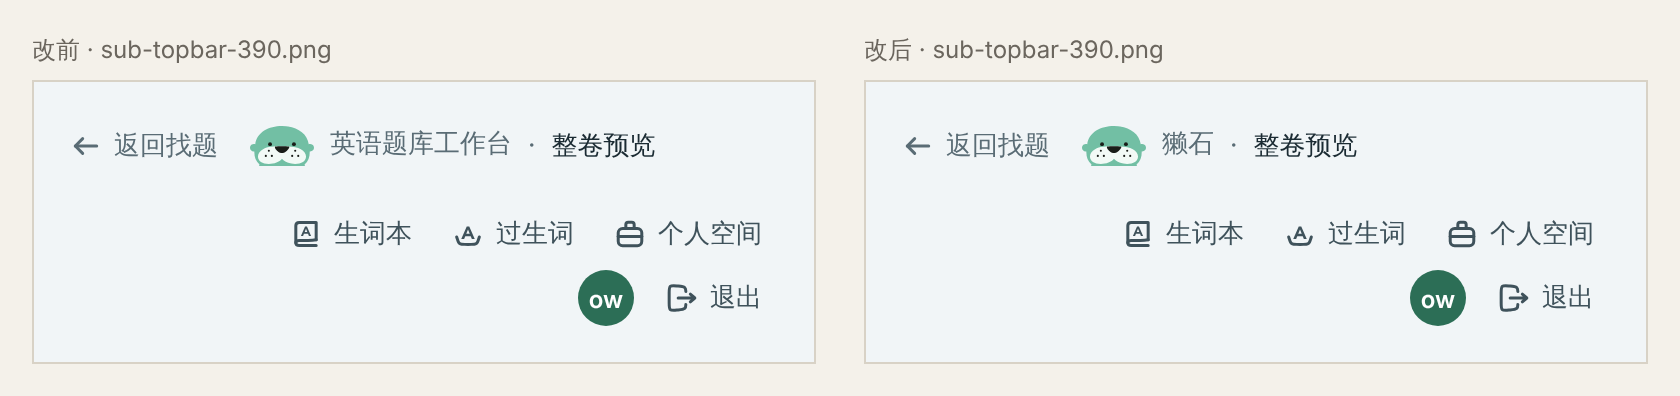 改前 · sub-topbar-390.png
返回找题 英语题库工作台 · 整卷预览
A 生词本 A 过生词 个人空间
ow 退出
改后 · sub-topbar-390.png
返回找题 獭石 · 整卷预览
A 生词本 A 过生词 个人空间
ow 退出